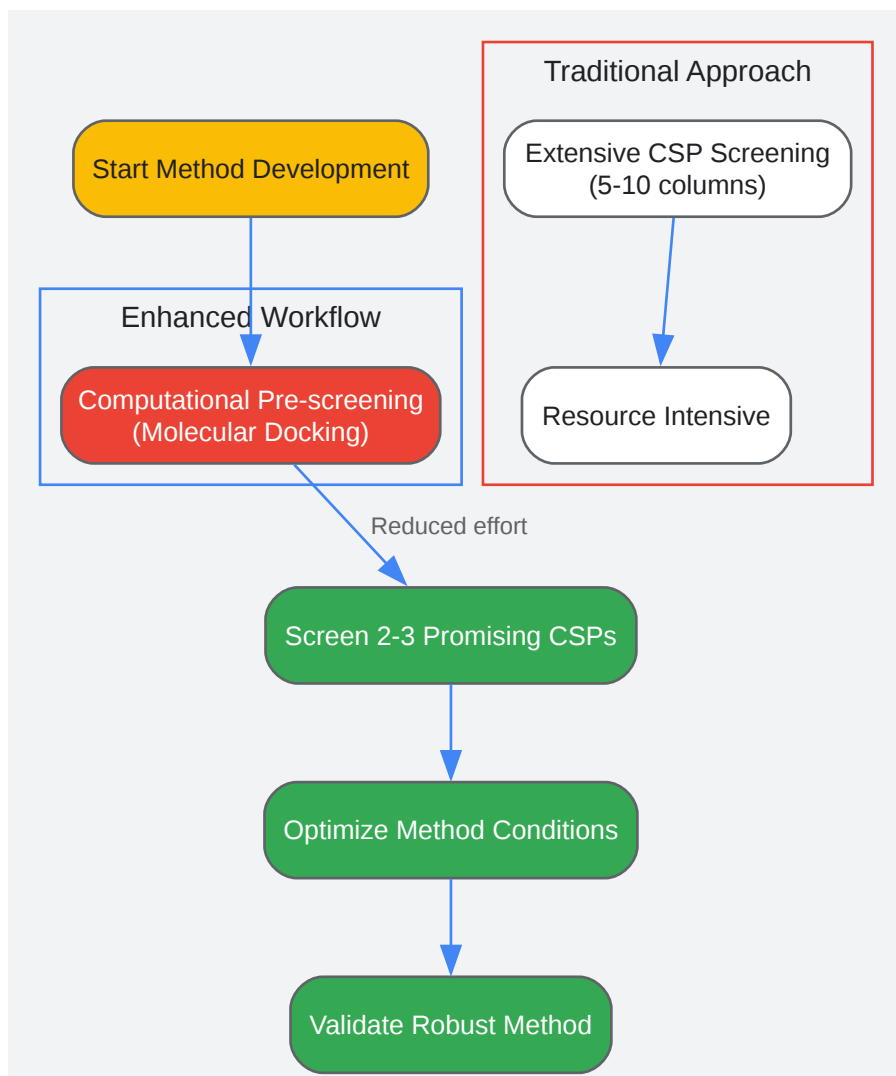 Traditional Approach
Start Method Development
Extensive CSP Screening
(5-10 columns)
Enhanced Workflow
Computational Pre-screening
(Molecular Docking)
Resource Intensive
Reduced effort
Screen 2-3 Promising CSPs
Optimize Method Conditions
Validate Robust Method